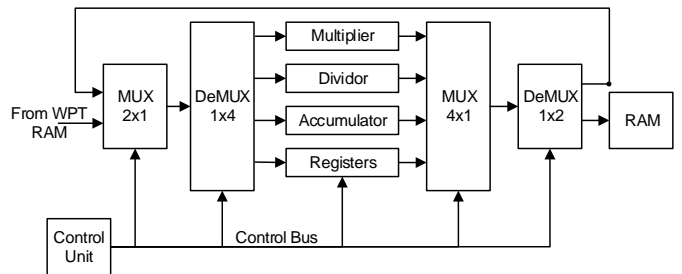 Multiplier
Dividor
Accumulator
Registers
MUX
2x1
DeMUX
1x4
MUX
4x1
DeMUX
1x2
RAM
From WPT
RAM
Control
Unit
Control Bus